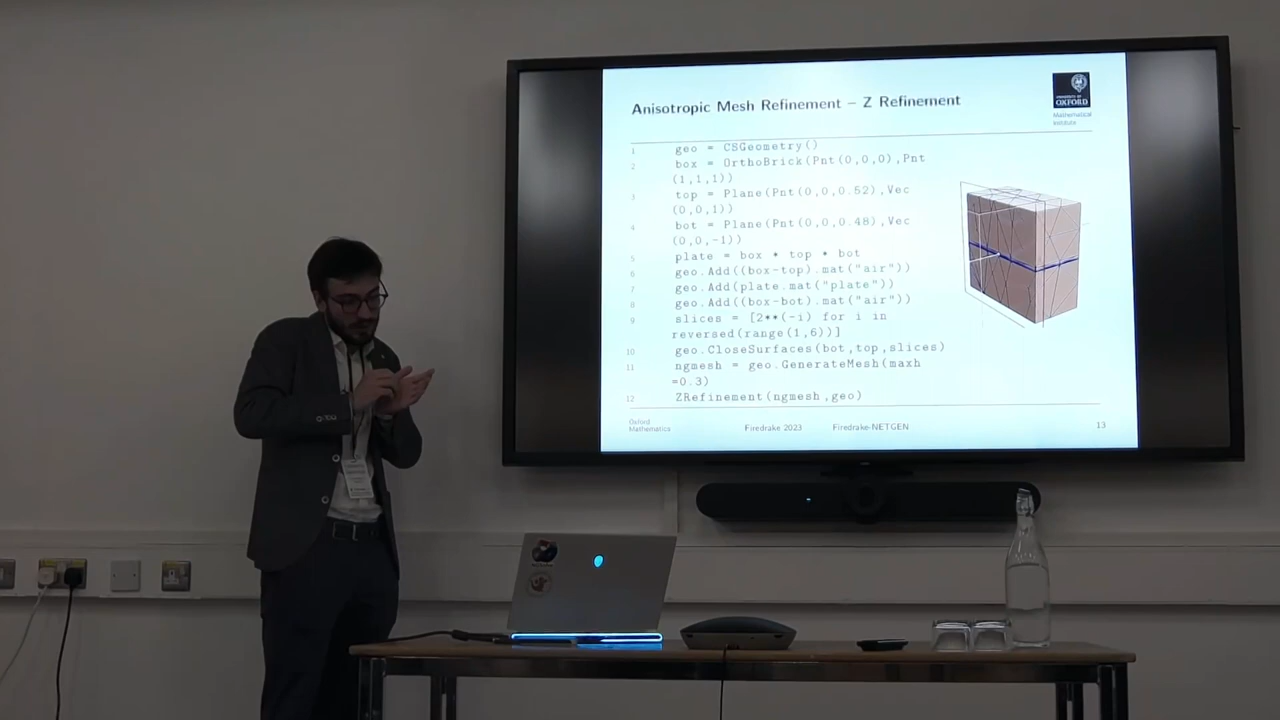 Anisotropic Mesh Refinement – Z Refinement
UNIVERSITY OF
OXFORD
Mathematical
Institute
1 geo = CSGeometry()
2 box = OrthoBrick(Pnt(0,0,0),Pnt
(1,1,1))
3 top = Plane(Pnt(0,0,0.52),Vec
(0,0,1))
4 bot = Plane(Pnt(0,0,0.48),Vec
(0,0,-1))
5 plate = box * top * bot
6 geo.Add((box-top).mat("air"))
7 geo.Add(plate.mat("plate"))
8 geo.Add((box-bot).mat("air"))
9 slices = [2**(-i) for i in
reversed(range(1,6))]
10 geo.CloseSurfaces(bot,top,slices)
11 ngmesh = geo.GenerateMesh(maxh
=0.3)
12 ZRefinement(ngmesh,geo)
Oxford
Mathematics
Firedrake 2023
Firedrake-NETGEN
13